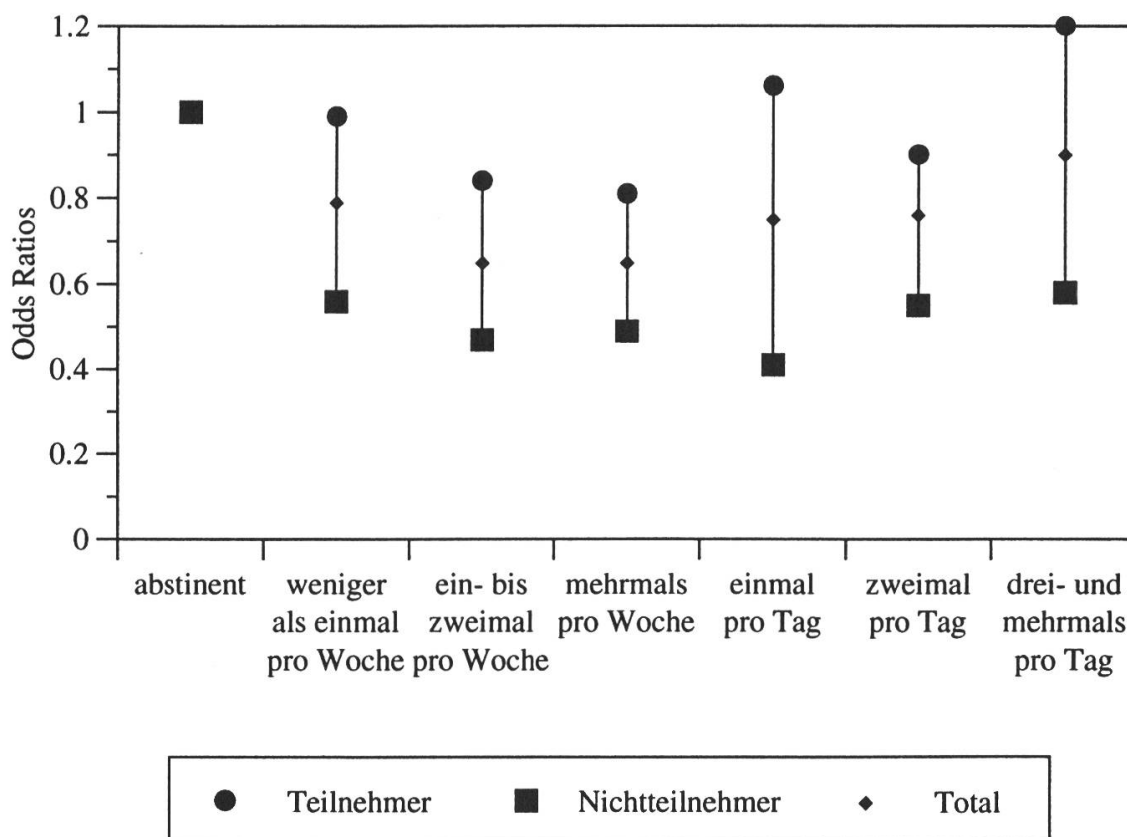 1.2
1
0.8
0.6
0.4
0.2
0
Odds Ratios
abstinent
weniger
als einmal
pro Woche
ein- bis
zweimal
pro Woche
mehrmals
pro Woche
einmal
pro Tag
zweimal
pro Tag
drei- und
mehrmals
pro Tag
Teilnehmer
Nichtteilnehmer
Total